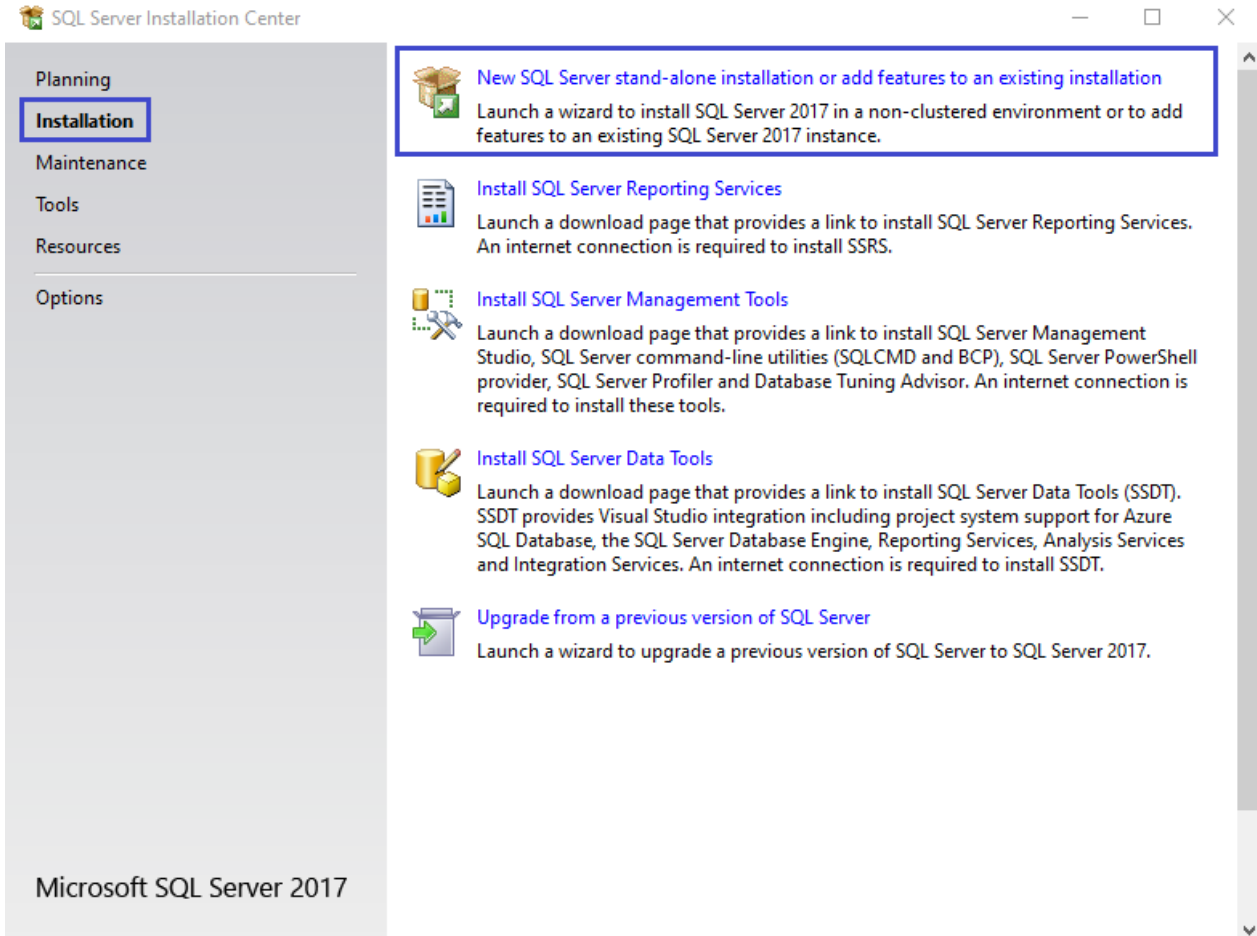 SQL Server Installation Center
Planning
Installation
Maintenance
Tools
Resources
Options
Microsoft SQL Server 2017
New SQL Server stand-alone installation or add features to an existing installation
Launch a wizard to install SQL Server 2017 in a non-clustered environment or to add
features to an existing SQL Server 2017 instance.
Install SQL Server Reporting Services
Launch a download page that provides a link to install SQL Server Reporting Services.
An internet connection is required to install SSRS.
Install SQL Server Management Tools
Launch a download page that provides a link to install SQL Server Management
Studio, SQL Server command-line utilities (SQLCMD and BCP), SQL Server PowerShell
provider, SQL Server Profiler and Database Tuning Advisor. An internet connection is
required to install these tools.
Install SQL Server Data Tools
Launch a download page that provides a link to install SQL Server Data Tools (SSDT).
SSDT provides Visual Studio integration including project system support for Azure
SQL Database, the SQL Server Database Engine, Reporting Services, Analysis Services
and Integration Services. An internet connection is required to install SSDT.
Upgrade from a previous version of SQL Server
Launch a wizard to upgrade a previous version of SQL Server to SQL Server 2017.